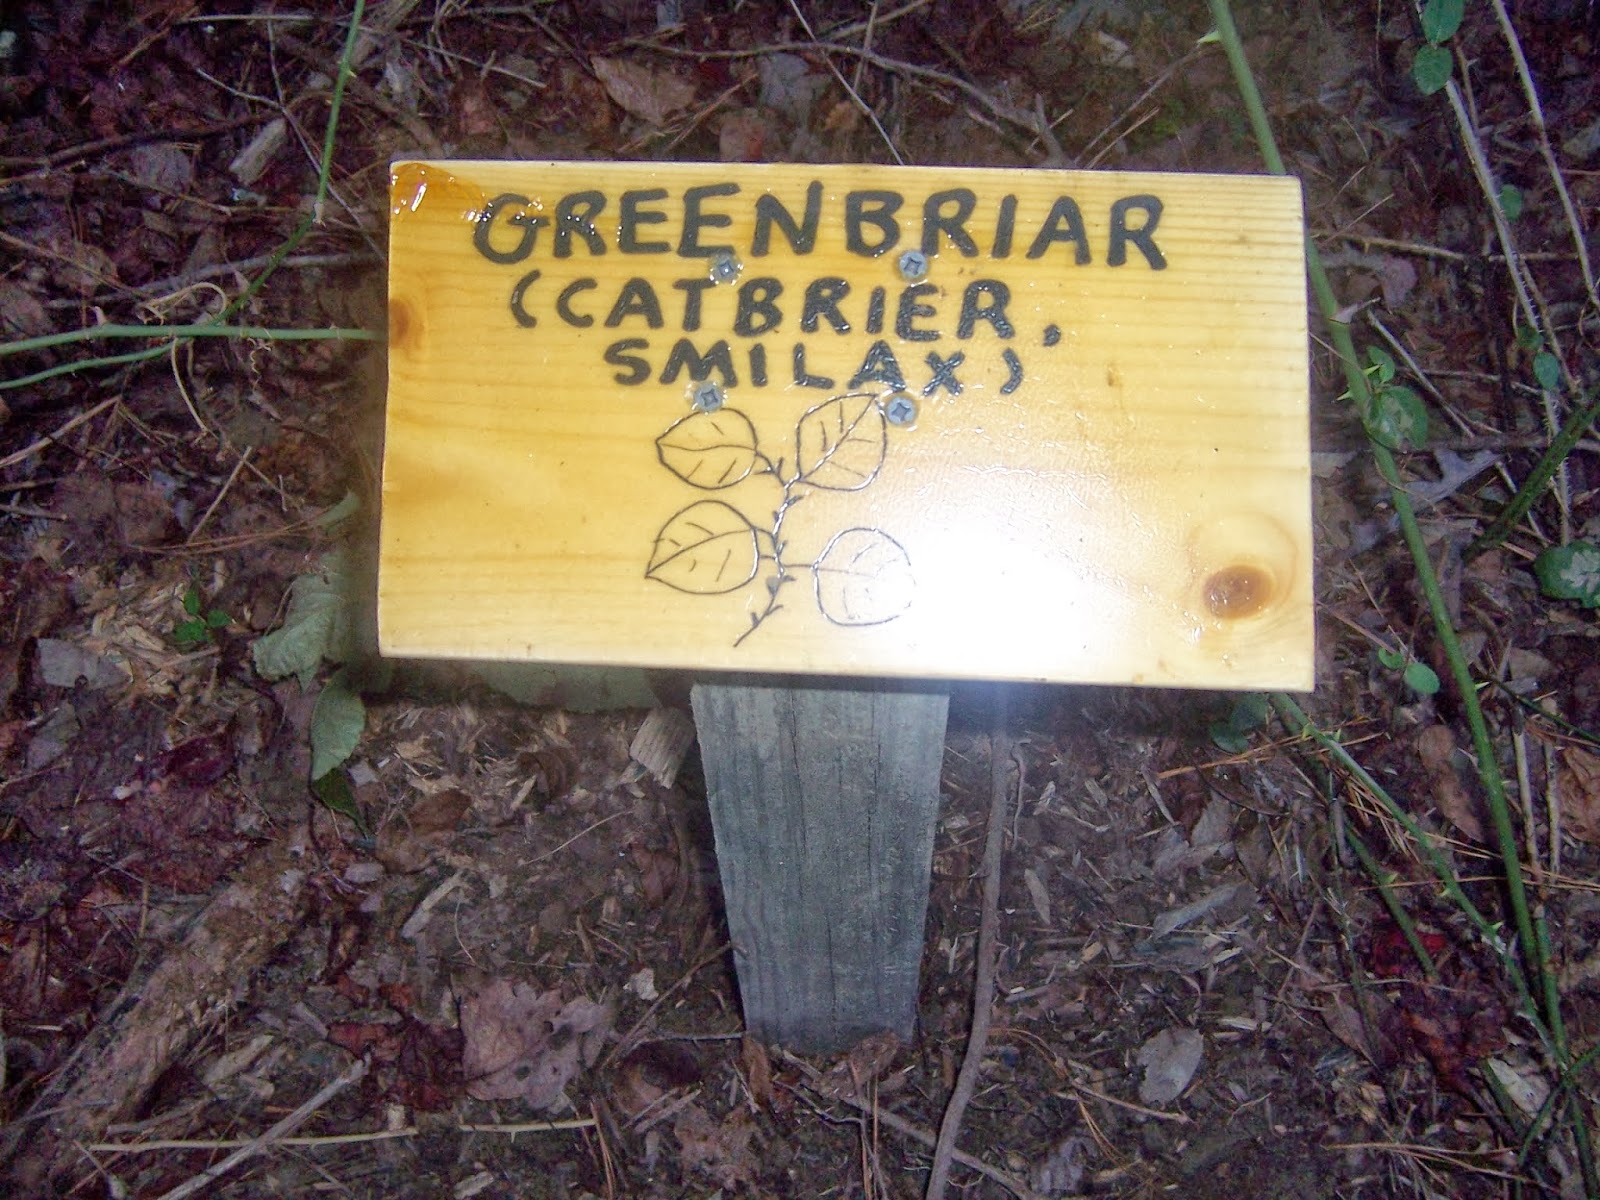 GREENBRIAR
(CATBRIER,
SMILAX)